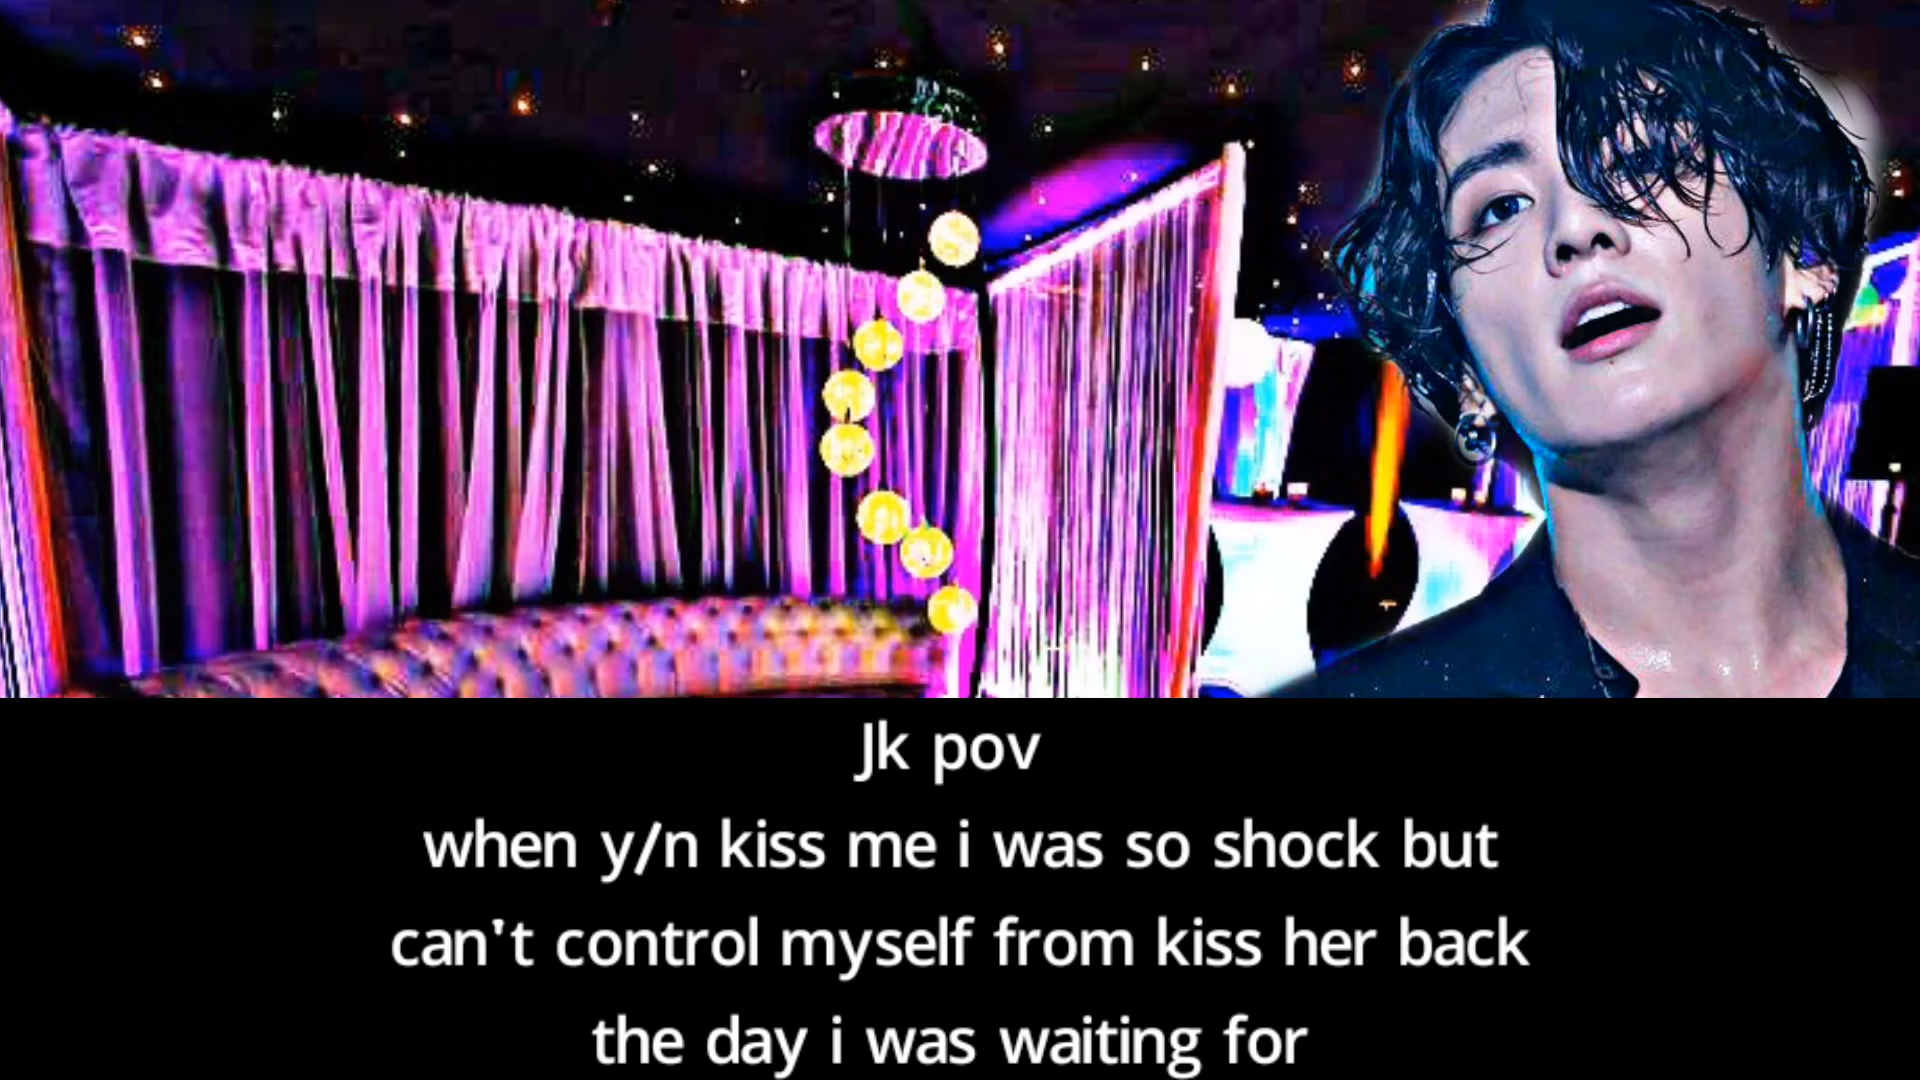 Jk pov
when y/n kiss me i was so shock but
can't control myself from kiss her back
the day i was waiting for